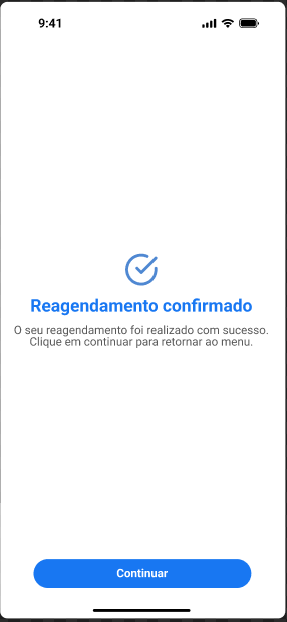 9:41
Reagendamento confirmado
O seu reagendamento foi realizado com sucesso.
Clique em continuar para retornar ao menu.
Continuar